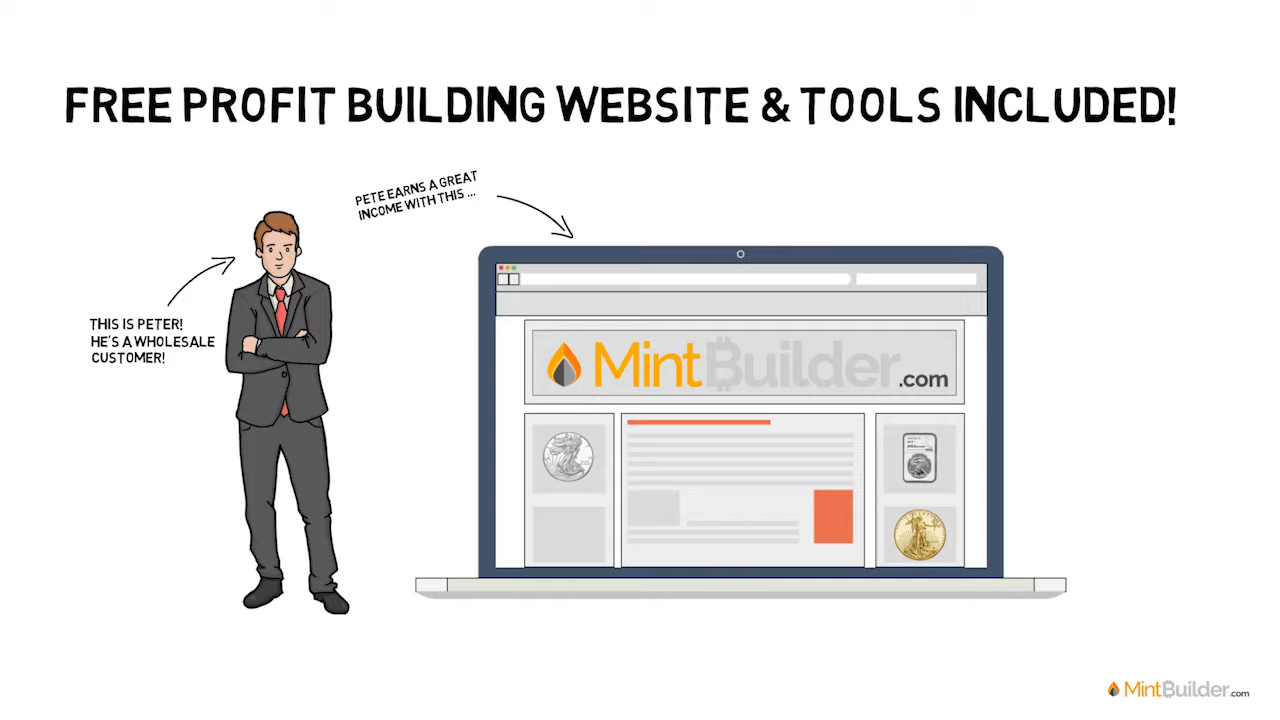 FREE PROFIT BUILDING WEBSITE & TOOLS INCLUDED!
PETE EARNS A GREAT
INCOME WITH THIS ...
THIS IS PETER!
HE'S A WHOLESALE
CUSTOMER!
MintBuilder.com
MintBuilder.com